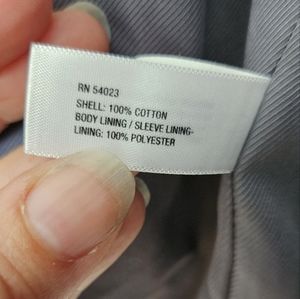 RN 54023
SHELL: 100% COTTON
BODY LINING / SLEEVE LINING-
LINING: 100% POLYESTER